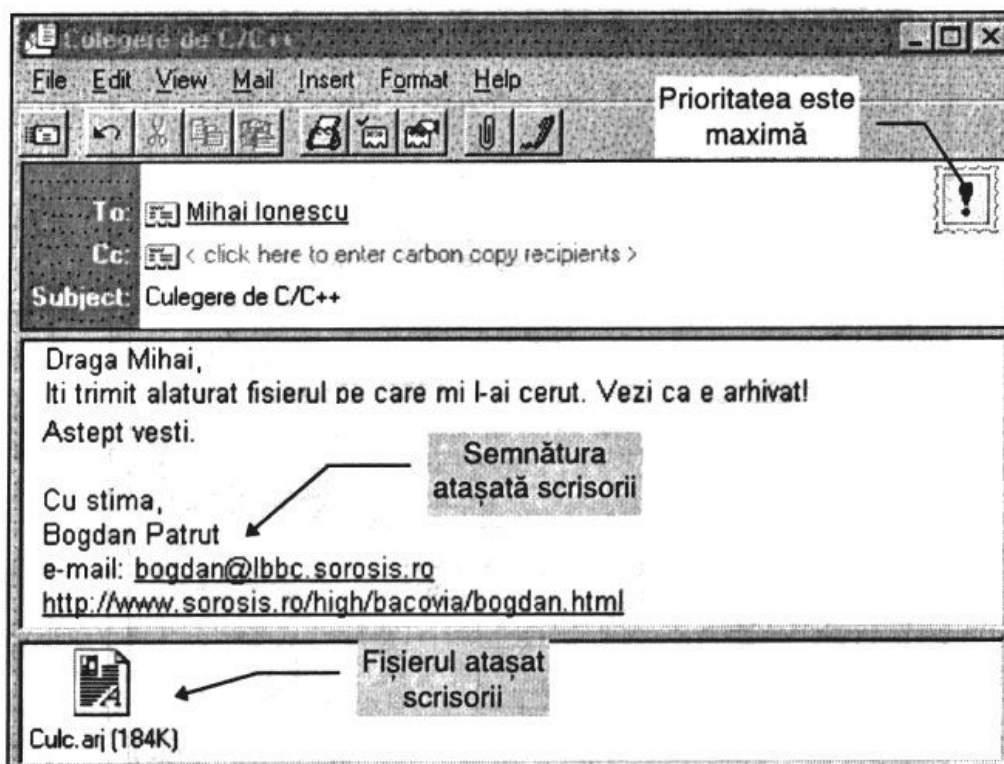 Culegere de C/C++
File Edit View Mail Insert Format Help
Prioritatea este
maximă
To: Mihai Ionescu
Cc: < click here to enter carbon copy recipients >
Subject: Culegere de C/C++
Draga Mihai,
Iti trimit alaturat fisierul pe care mi l-ai cerut. Vezi ca e arhivat!
Astept vesti.
Semnătura
atașată scrisorii
Cu stima,
Bogdan Patrut
e-mail: bogdan@lbbc.sorosis.ro
http://www.sorosis.ro/high/bacovia/bogdan.html
Fișierul atașat
scrisorii
Culc.arj (184K)